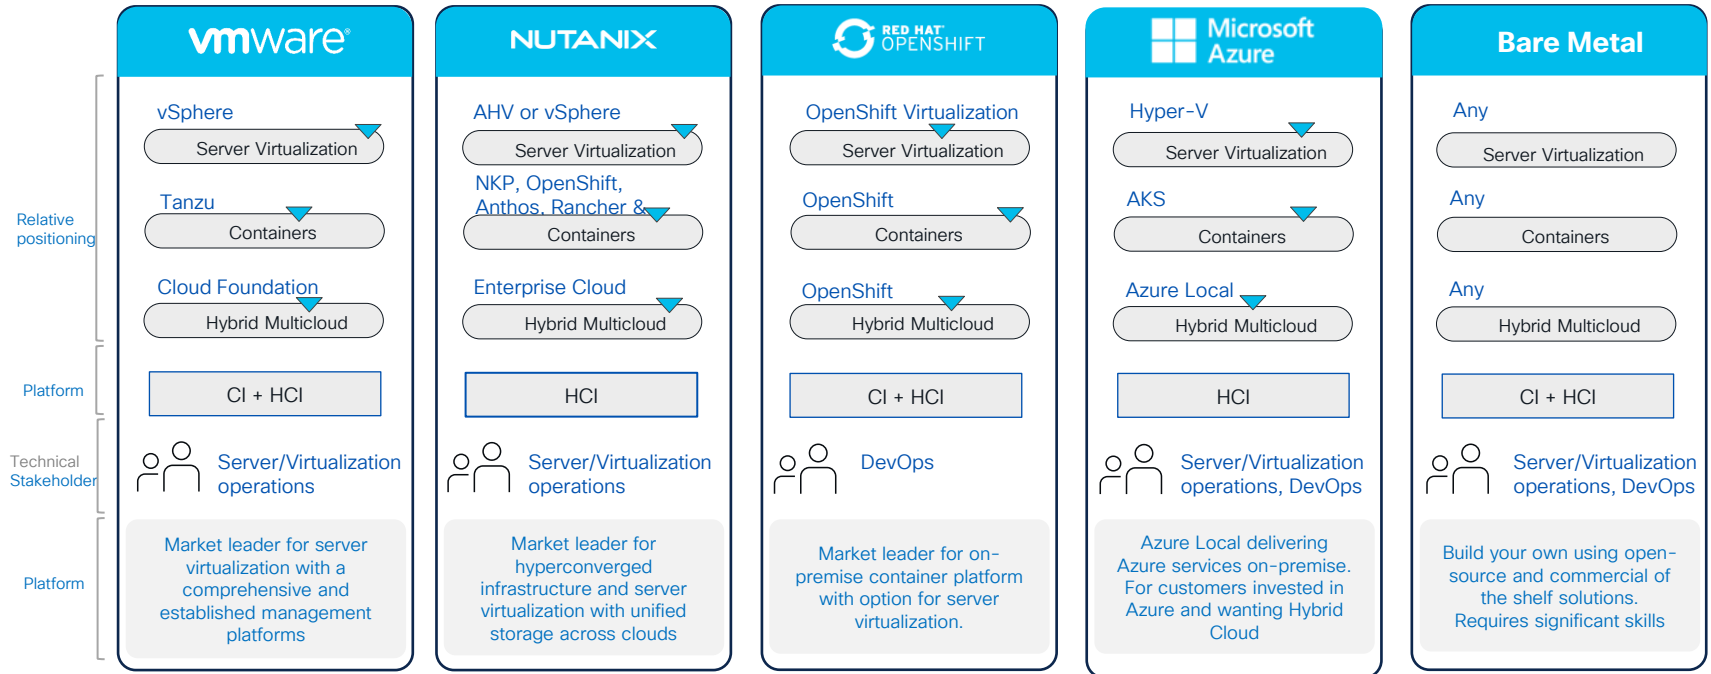 vmware®
NUTANIX
RED HAT®
OPENSHIFT
Microsoft
Azure
Bare Metal
Relative
positioning
vSphere
Server Virtualization
AHV or vSphere
Server Virtualization
OpenShift Virtualization
Server Virtualization
Hyper-V
Server Virtualization
Any
Server Virtualization
Tanzu
Containers
NKP, OpenShift,
Anthos, Rancher &
Containers
OpenShift
Containers
AKS
Containers
Any
Containers
Cloud Foundation
Hybrid Multicloud
Enterprise Cloud
Hybrid Multicloud
OpenShift
Hybrid Multicloud
Azure Local
Hybrid Multicloud
Any
Hybrid Multicloud
Platform
CI + HCI
HCI
CI + HCI
HCI
CI + HCI
Technical
Stakeholder
Server/Virtualization
operations
Server/Virtualization
operations
DevOps
Server/Virtualization
operations, DevOps
Server/Virtualization
operations, DevOps
Platform
Market leader for server
virtualization with a
comprehensive and
established management
platforms
Market leader for
hyperconverged
infrastructure and server
virtualization with unified
storage across clouds
Market leader for on-
premise container platform
with option for server
virtualization.
Azure Local delivering
Azure services on-premise.
For customers invested in
Azure and wanting Hybrid
Cloud
Build your own using open-
source and commercial of
the shelf solutions.
Requires significant skills